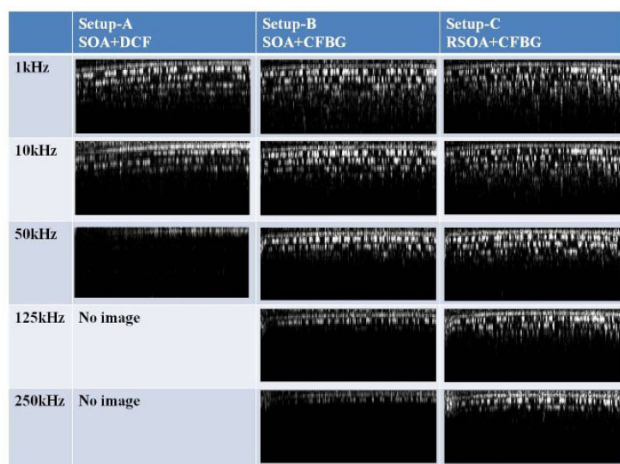 Setup-A
SOA+DCF
Setup-B
SOA+CFBG
Setup-C
RSOA+CFBG
1kHz
10kHz
50kHz
125kHz
No image
250kHz
No image